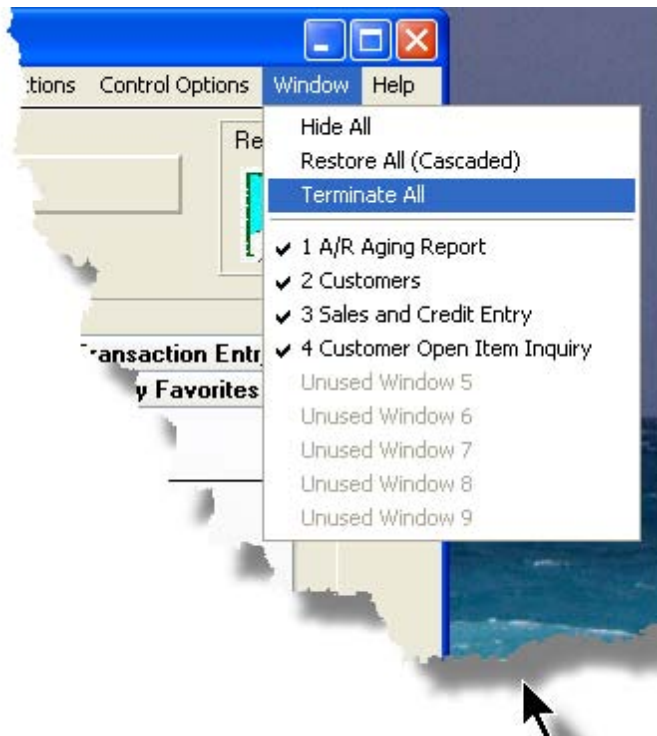 ctions Control Options Window Help
Re
Hide All
Restore All (Cascaded)
Terminate All
✔ 1 A/R Aging Report
✔ 2 Customers
✔ 3 Sales and Credit Entry
✔ 4 Customer Open Item Inquiry
Unused Window 5
Unused Window 6
Unused Window 7
Unused Window 8
Unused Window 9
ransaction Entr
y Favorites